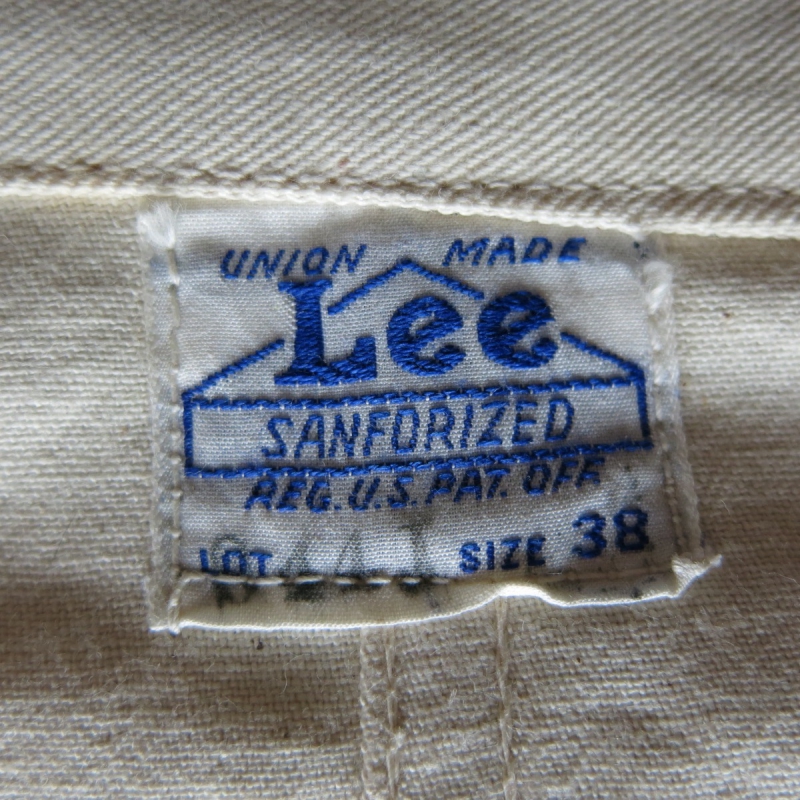 UNION MADE
Lee
SANFORIZED
REG. U.S. PAT. OFF
LOT SIZE 38